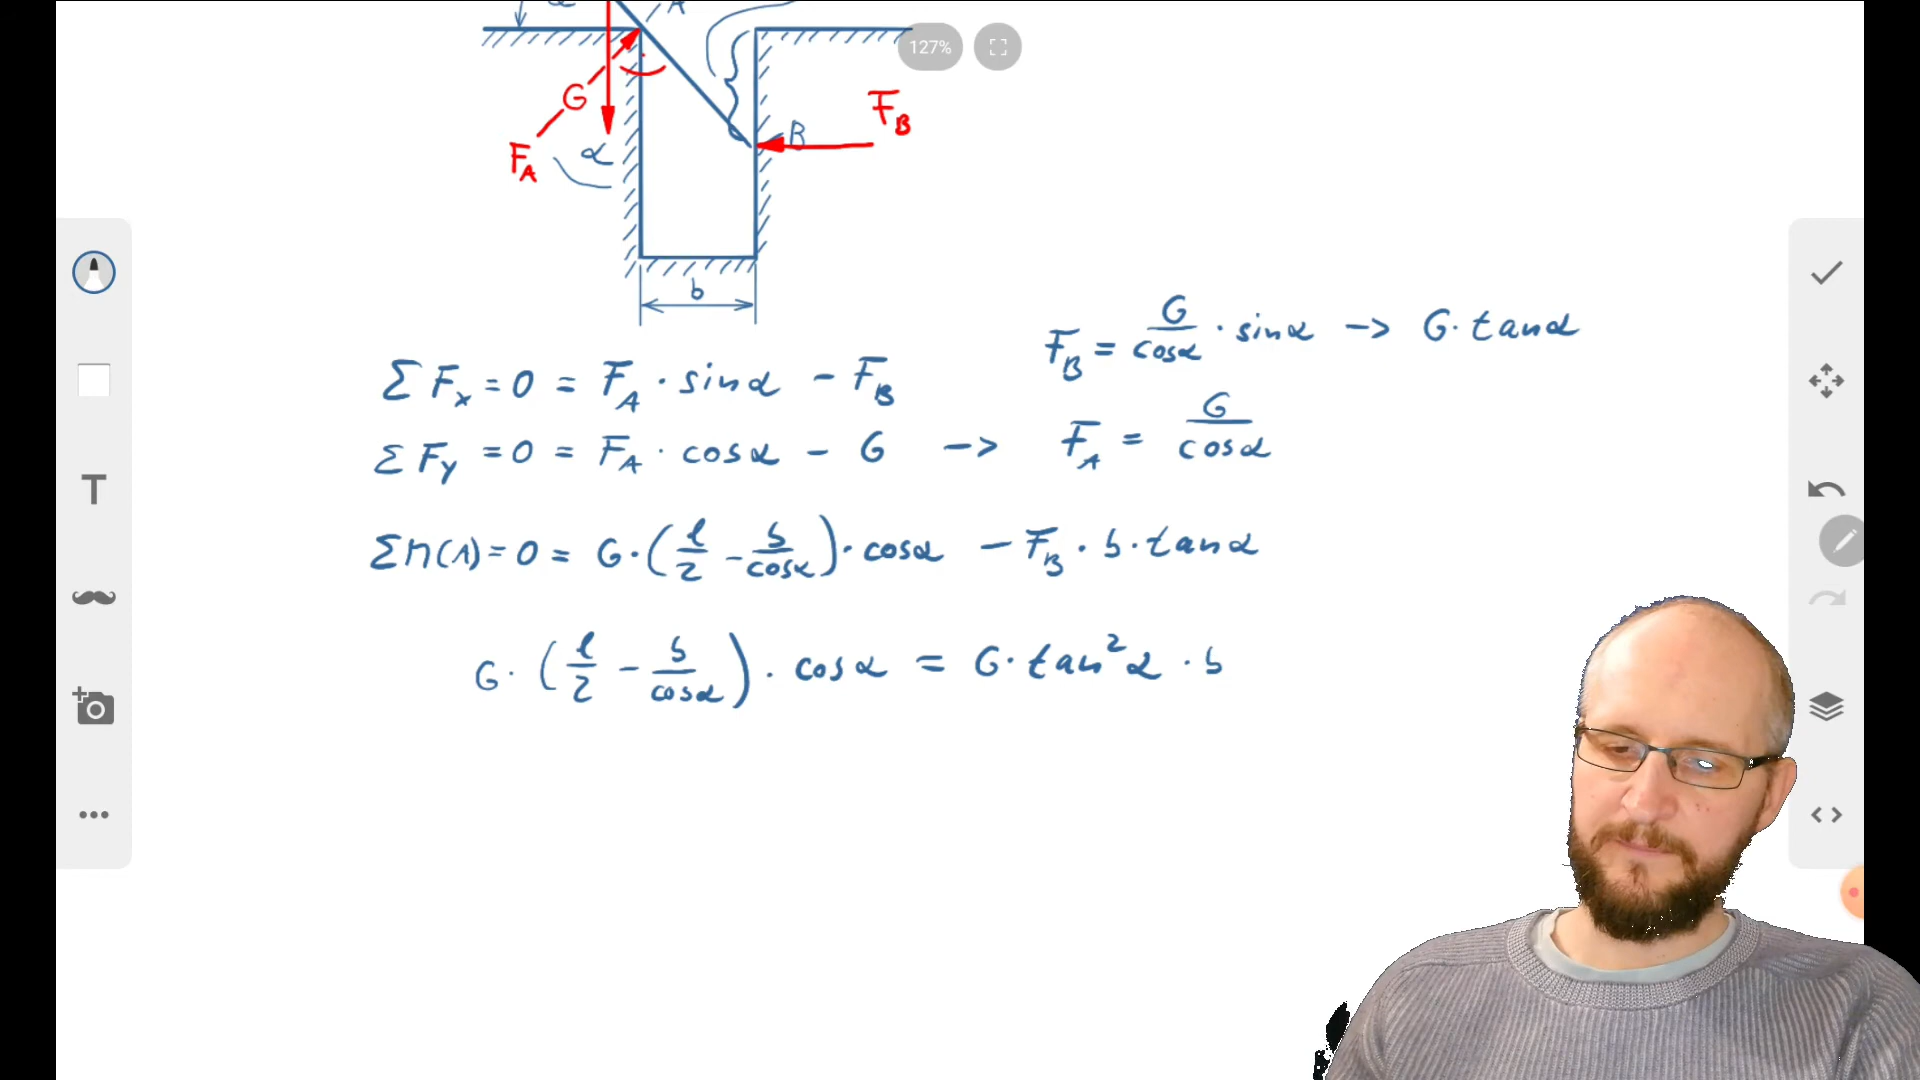 α
A
127%
G
F_B
B
F_A
α
b
F_B = G/cosα · sinα -> G· tanα
ΣF_x = 0 = F_A · sinα - F_B
ΣF_y = 0 = F_A · cosα - G -> F_A = G/cosα
ΣM(A) = 0 = G·(l/2 - b/cosα)· cosα - F_B · b · tanα
G· (l/2 - b/cosα) · cosα = G· tan²α · b
T